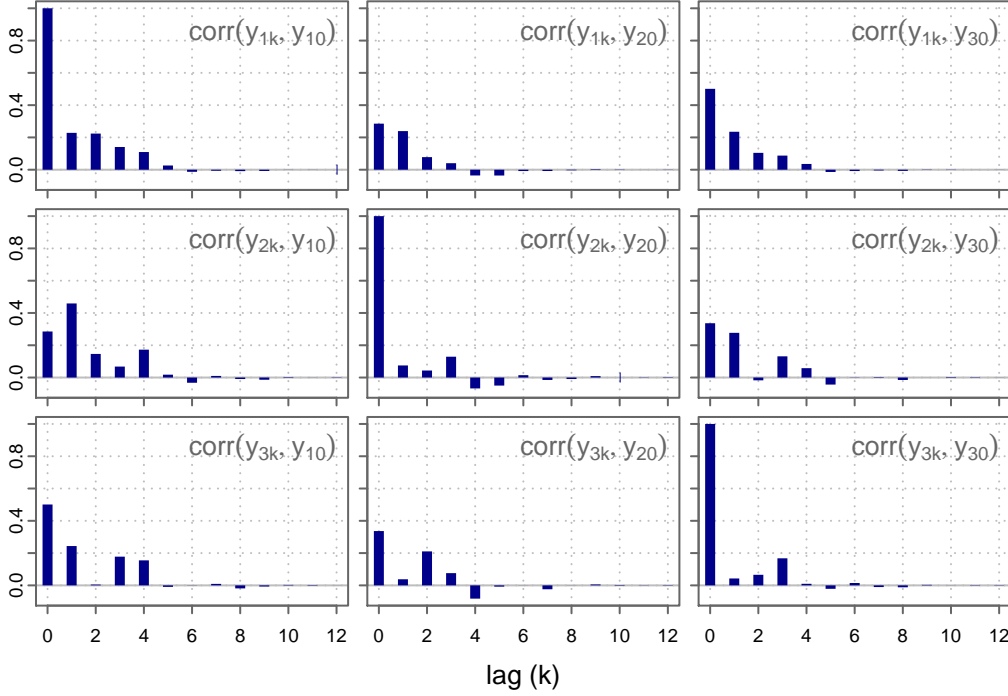 corr(y1k, y10) corr(y1k, y20) corr(y1k, y30)
0.0 0.4 0.8
corr(y2k, y10) corr(y2k, y20) corr(y2k, y30)
0.0 0.4 0.8
corr(y3k, y10) corr(y3k, y20) corr(y3k, y30)
0.0 0.4 0.8
0 2 4 6 8 10 12 0 2 4 6 8 10 12 0 2 4 6 8 10 12
lag (k)